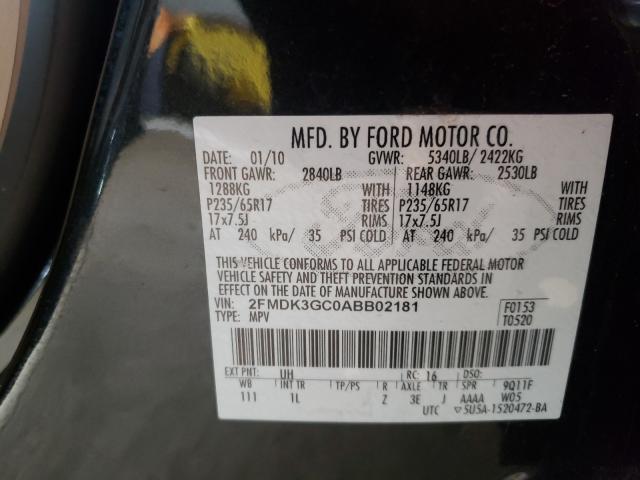 MFD. BY FORD MOTOR CO.
DATE: 01/10 GVWR: 5340LB/ 2422KG
FRONT GAWR: 2840LB REAR GAWR: 2530LB
1288KG WITH 1148KG WITH
P235/65R17 TIRES P235/65R17 TIRES
17x7.5J RIMS 17x7.5J RIMS
AT 240 kPa/ 35 PSI COLD AT 240 kPa/ 35 PSI COLD
THIS VEHICLE CONFORMS TO ALL APPLICABLE FEDERAL MOTOR
VEHICLE SAFETY AND THEFT PREVENTION STANDARDS IN
EFFECT ON THE DATE OF MANUFACTURE SHOWN ABOVE.
VIN: 2FMDK3GC0ABB02181 F0153
TYPE: MPV T0520
EXT PNT: UH RC: 16 DSO:
WB INT TR TP/PS R AXLE TR SPR 9Q11F
111 1L Z 3E J AAAA W05
UTC 5U5A-1520472-BA